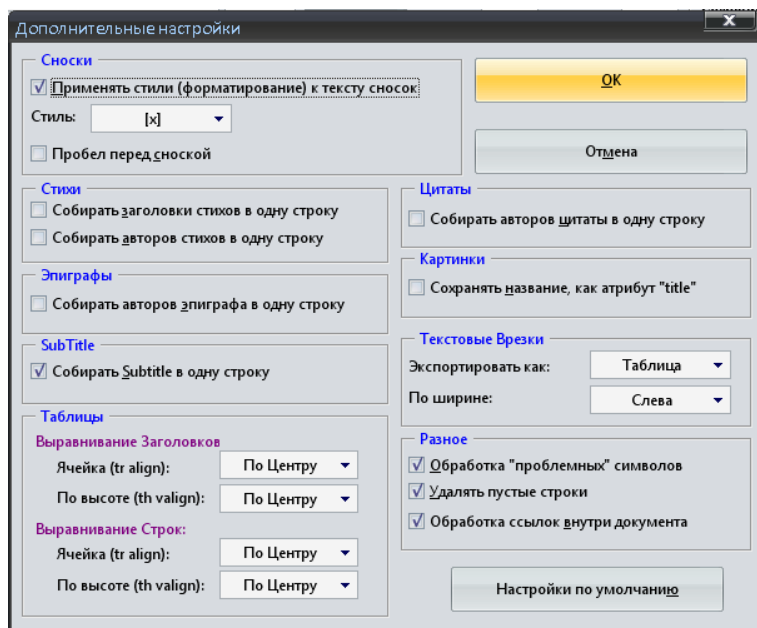 Дополнительные настройки
x
Сноски
Применять стили (форматирование) к тексту сносок
Стиль: [x]
Пробел перед сноской
OK
Отмена
Стихи
Собирать заголовки стихов в одну строку
Собирать авторов стихов в одну строку
Эпиграфы
Собирать авторов эпиграфа в одну строку
SubTitle
Собирать Subtitle в одну строку
Таблицы
Выравнивание Заголовков
Ячейка (tr align): По Центру
По высоте (th valign): По Центру
Выравнивание Строк:
Ячейка (tr align): По Центру
По высоте (th valign): По Центру
Цитаты
Собирать авторов цитаты в одну строку
Картинки
Сохранять название, как атрибут "title"
Текстовые Врезки
Экспортировать как: Таблица
По ширине: Слева
Разное
Обработка "проблемных" символов
Удалять пустые строки
Обработка ссылок внутри документа
Настройки по умолчанию